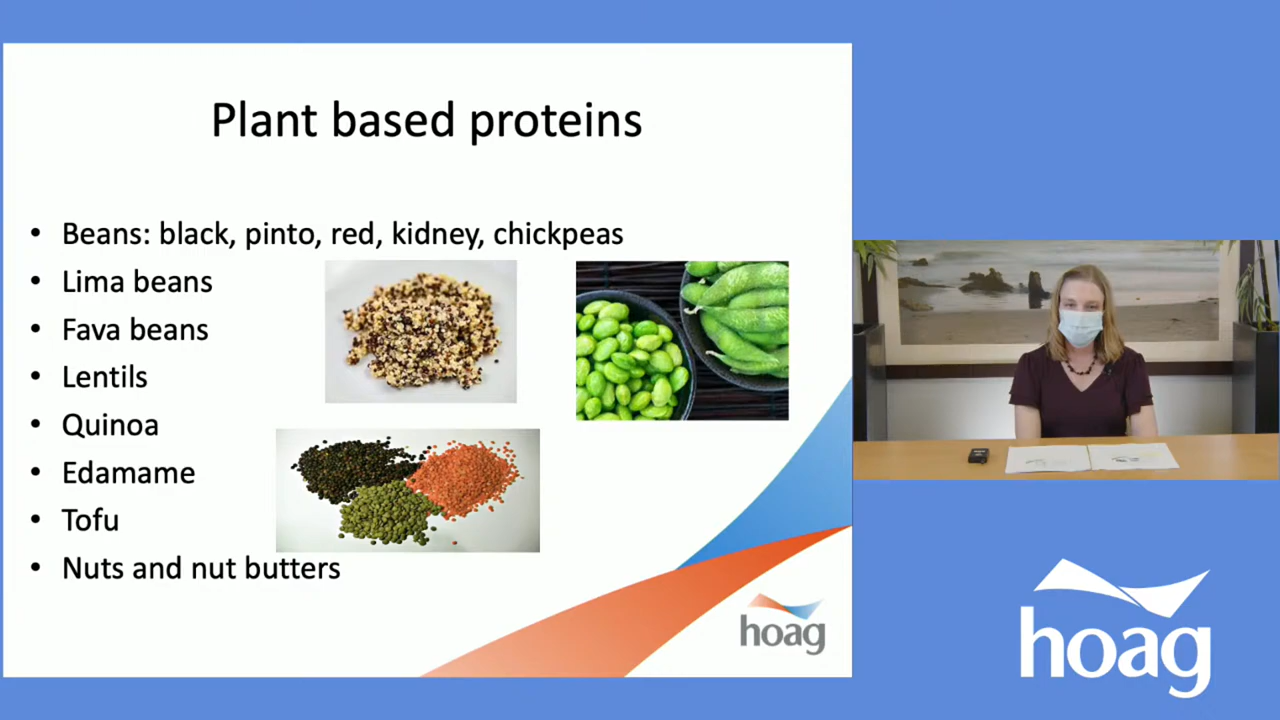 Plant based proteins
• Beans: black, pinto, red, kidney, chickpeas
• Lima beans
• Fava beans
• Lentils
• Quinoa
• Edamame
• Tofu
• Nuts and nut butters
hoag
hoag